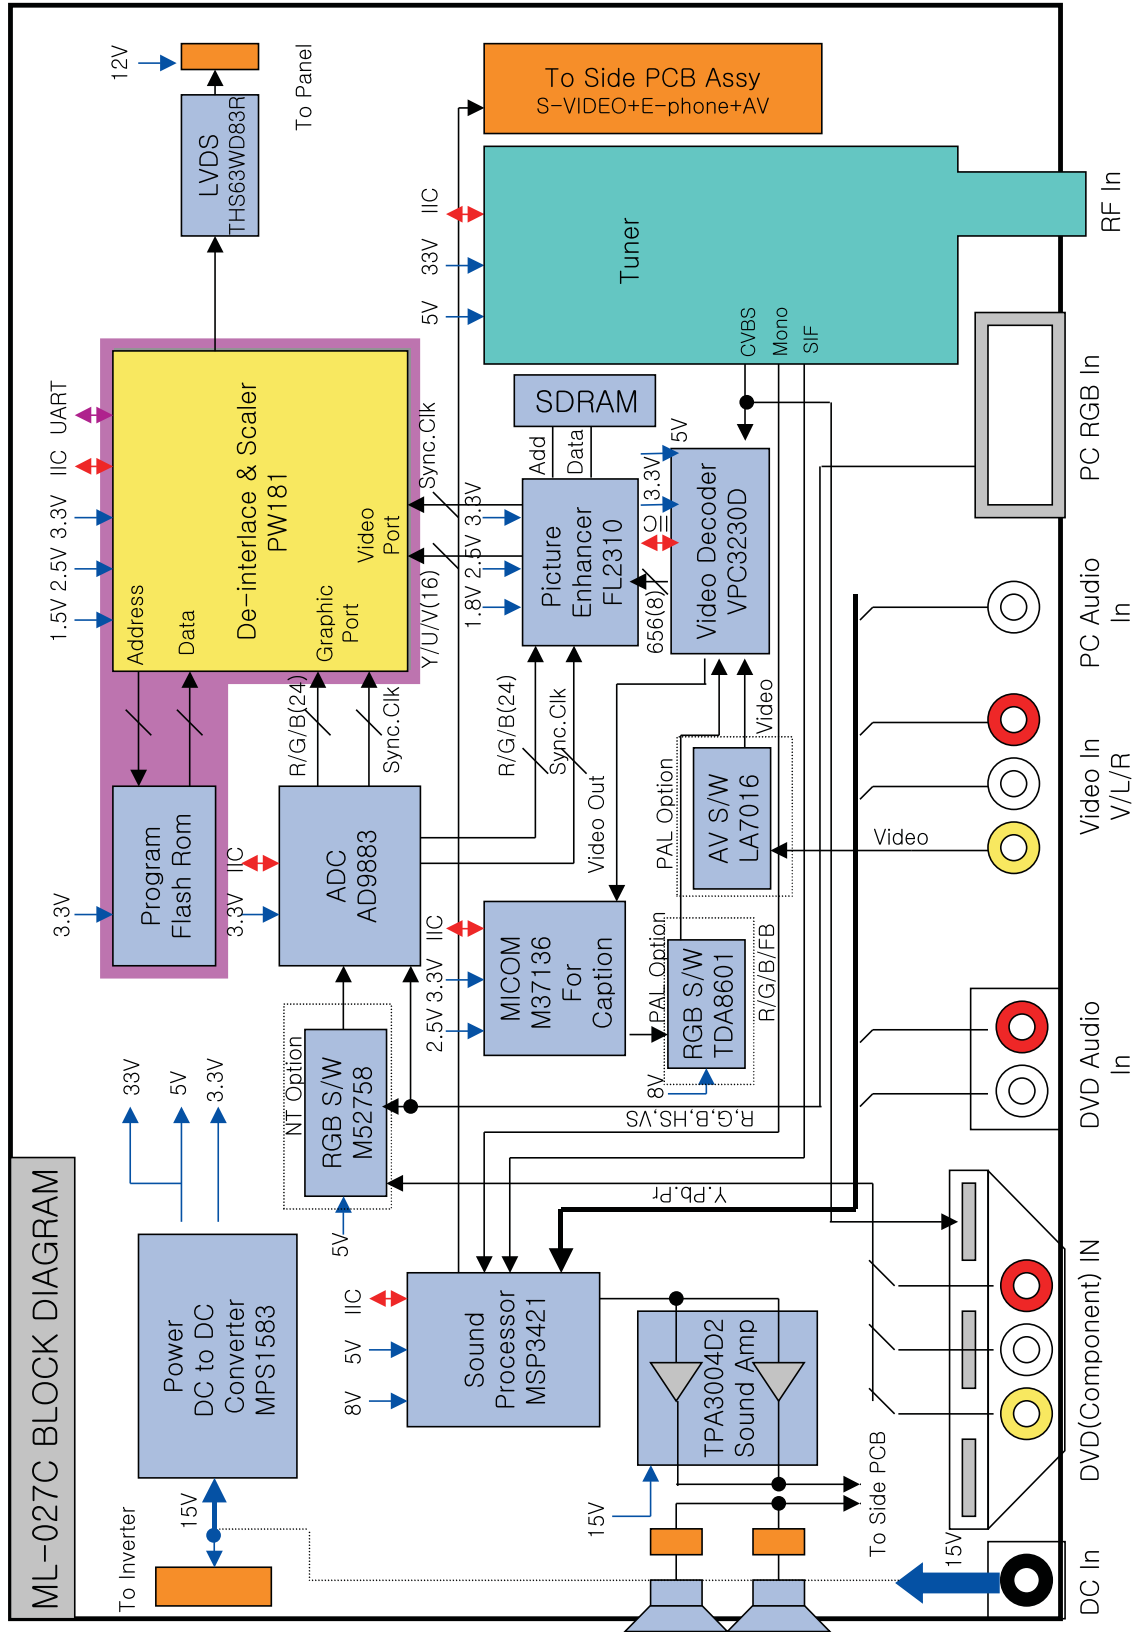 ML-027C BLOCK DIAGRAM
To Inverter
15V
Power
DC to DC
Converter
MPS1583
33V
5V
3.3V
3.3V
Program
Flash Rom
Address
Data
1.5V
2.5V
3.3V
IIC
UART
De-interlace & Scaler
PW181
Graphic
Port
Video
Port
12V
LVDS
THS63WD83R
To Panel
NT Option
RGB S/W
M52758
5V
3.3V
IIC
ADC
AD9883
R/G/B(24)
Sync.Clk
Y/U/V(16)
Sync.Clk
8V
5V
IIC
Sound
Processor
MSP3421
2.5V
3.3V
IIC
MICOM
M37136
For
Caption
R/G/B(24)
Sync.Clk
Video Out
1.8V
2.5V
3.3V
Picture
Enhancer
FL2310
Add
Data
SDRAM
To Side PCB Assy
S-VIDEO+E-phone+AV
5V
33V
IIC
Tuner
CVBS
Mono
SIF
656(8)
IIC
3.3V
5V
Video Decoder
VPC3230D
PAL Option
RGB S/W
TDA8601
8V
R/G/B/FB
PAL Option
AV S/W
LA7016
Video
Video
R,G,B,HS,VS
Y.Pb.Pr
15V
TPA3004D2
Sound Amp
To Side PCB
15V
DC In
DVD(Component) IN
DVD Audio
In
Video In
V/L/R
PC Audio
In
PC RGB In
RF In